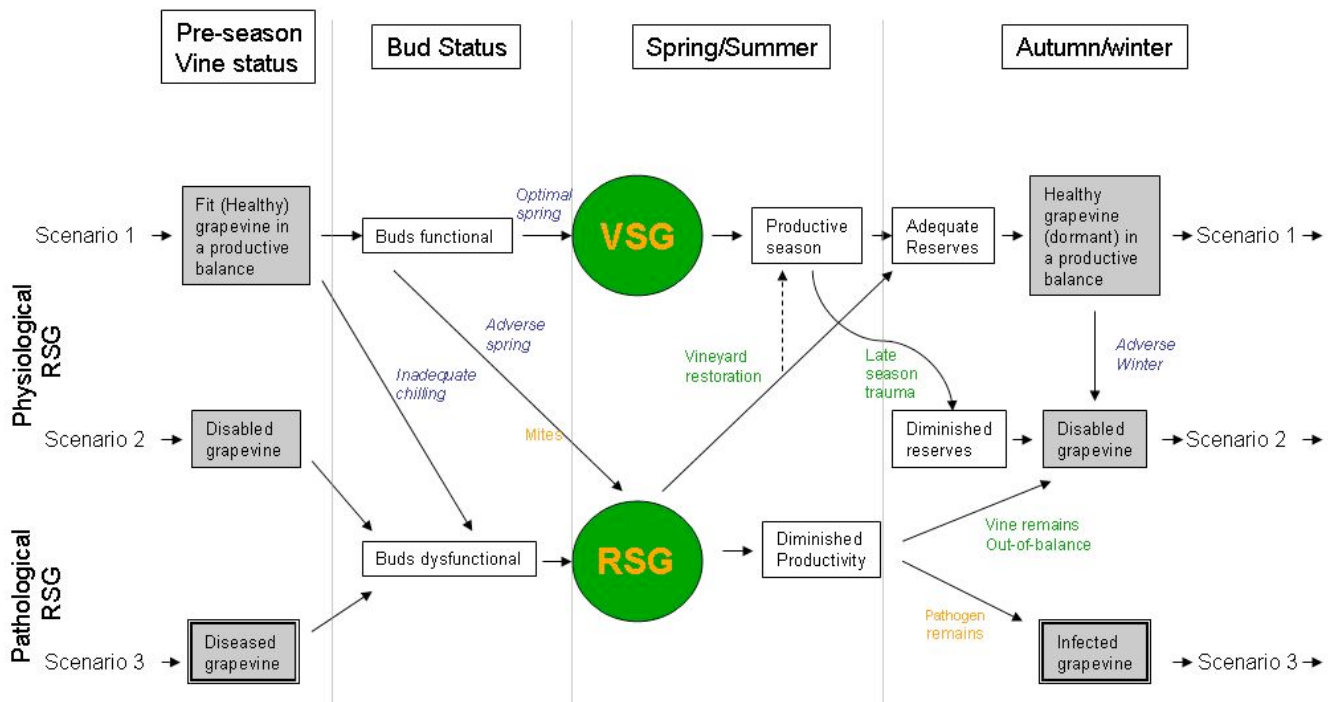 Pre-season
Vine status
Bud Status
Spring/Summer
Autumn/winter
Scenario 1
Fit (Healthy)
grapevine in
a productive
balance
Buds functional
Optimal
spring
VSG
Productive
season
Adequate
Reserves
Healthy
grapevine
(dormant) in
a productive
balance
Scenario 1
Physiological
RSG
Inadequate
chilling
Adverse
spring
Mites
Vineyard
restoration
Late
season
trauma
Adverse
Winter
Scenario 2
Disabled
grapevine
Diminished
reserves
Disabled
grapevine
Scenario 2
Pathological
RSG
Buds dysfunctional
RSG
Diminished
Productivity
Vine remains
Out-of-balance
Pathogen
remains
Scenario 3
Diseased
grapevine
Infected
grapevine
Scenario 3